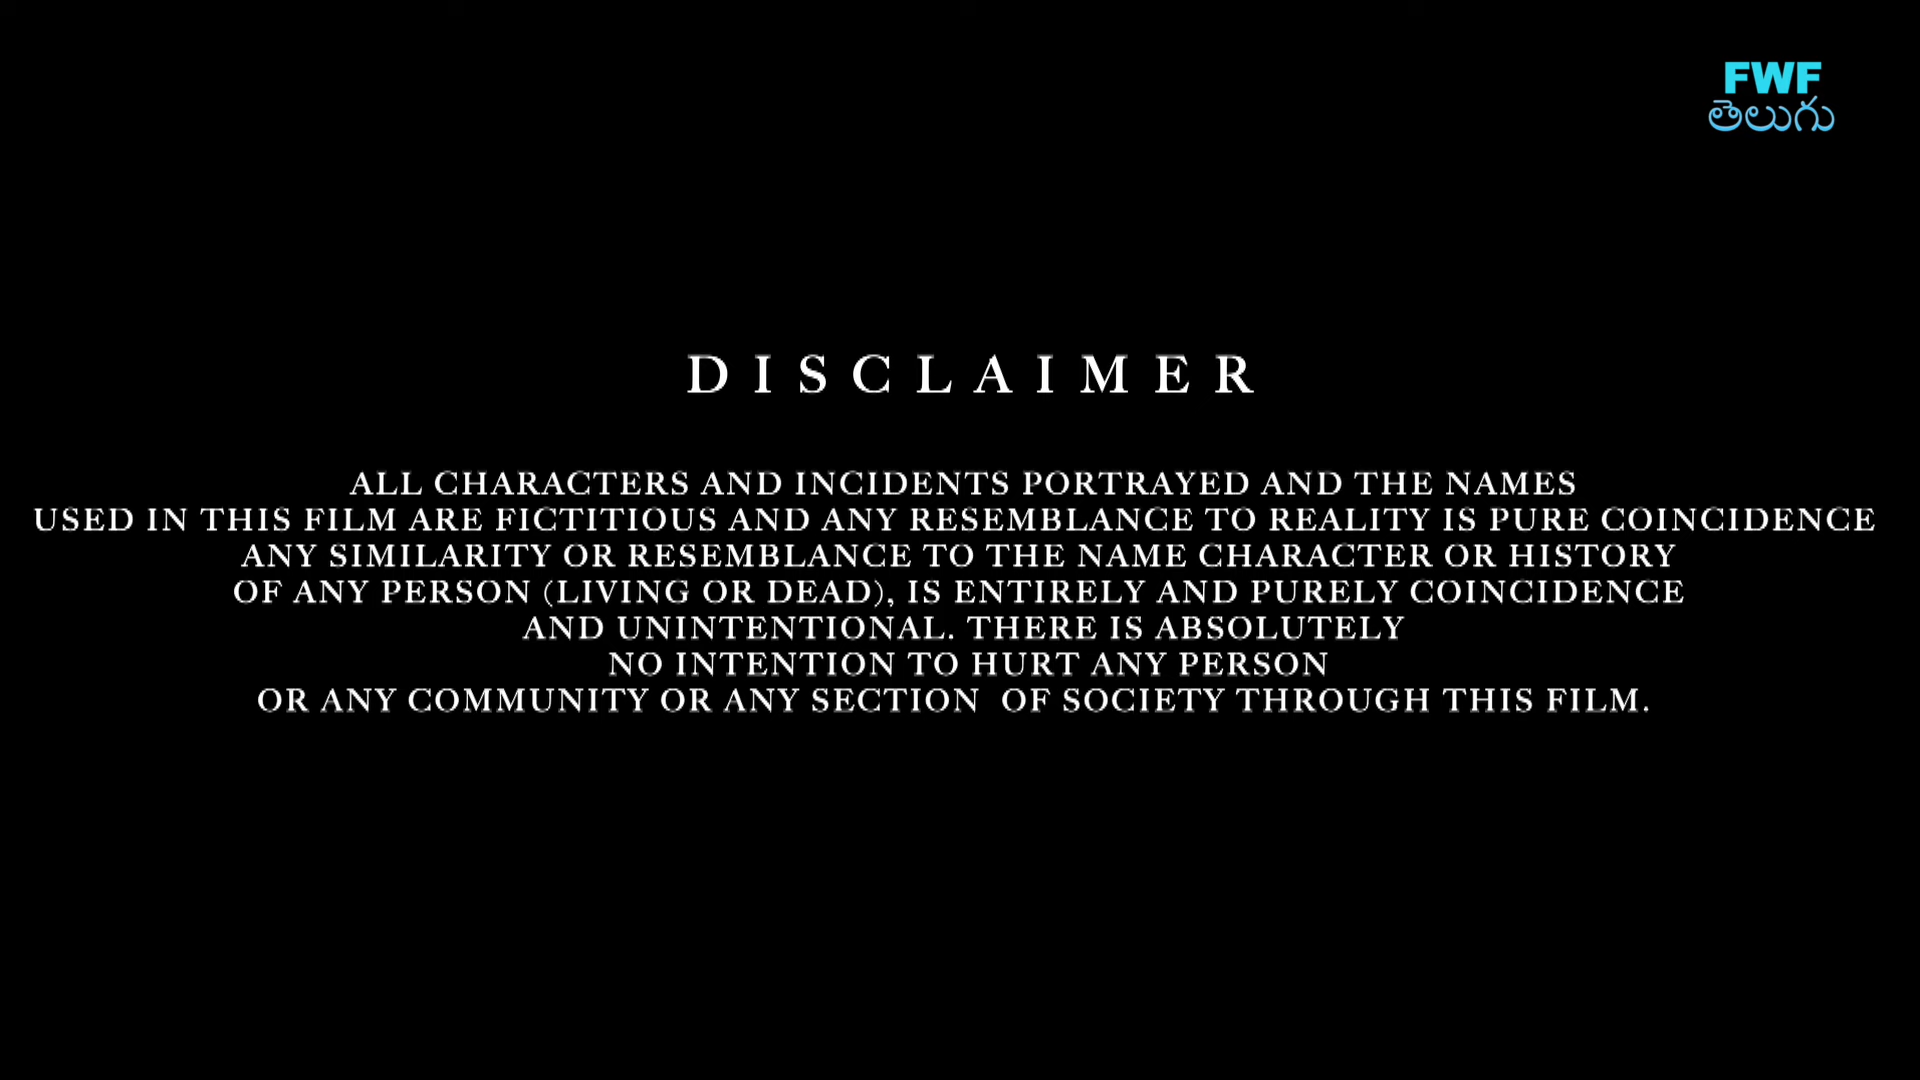 FWF
తెలుగు
DISCLAIMER
ALL CHARACTERS AND INCIDENTS PORTRAYED AND THE NAMES
USED IN THIS FILM ARE FICTITIOUS AND ANY RESEMBLANCE TO REALITY IS PURE COINCIDENCE
ANY SIMILARITY OR RESEMBLANCE TO THE NAME CHARACTER OR HISTORY
OF ANY PERSON (LIVING OR DEAD), IS ENTIRELY AND PURELY COINCIDENCE
AND UNINTENTIONAL. THERE IS ABSOLUTELY
NO INTENTION TO HURT ANY PERSON
OR ANY COMMUNITY OR ANY SECTION OF SOCIETY THROUGH THIS FILM.